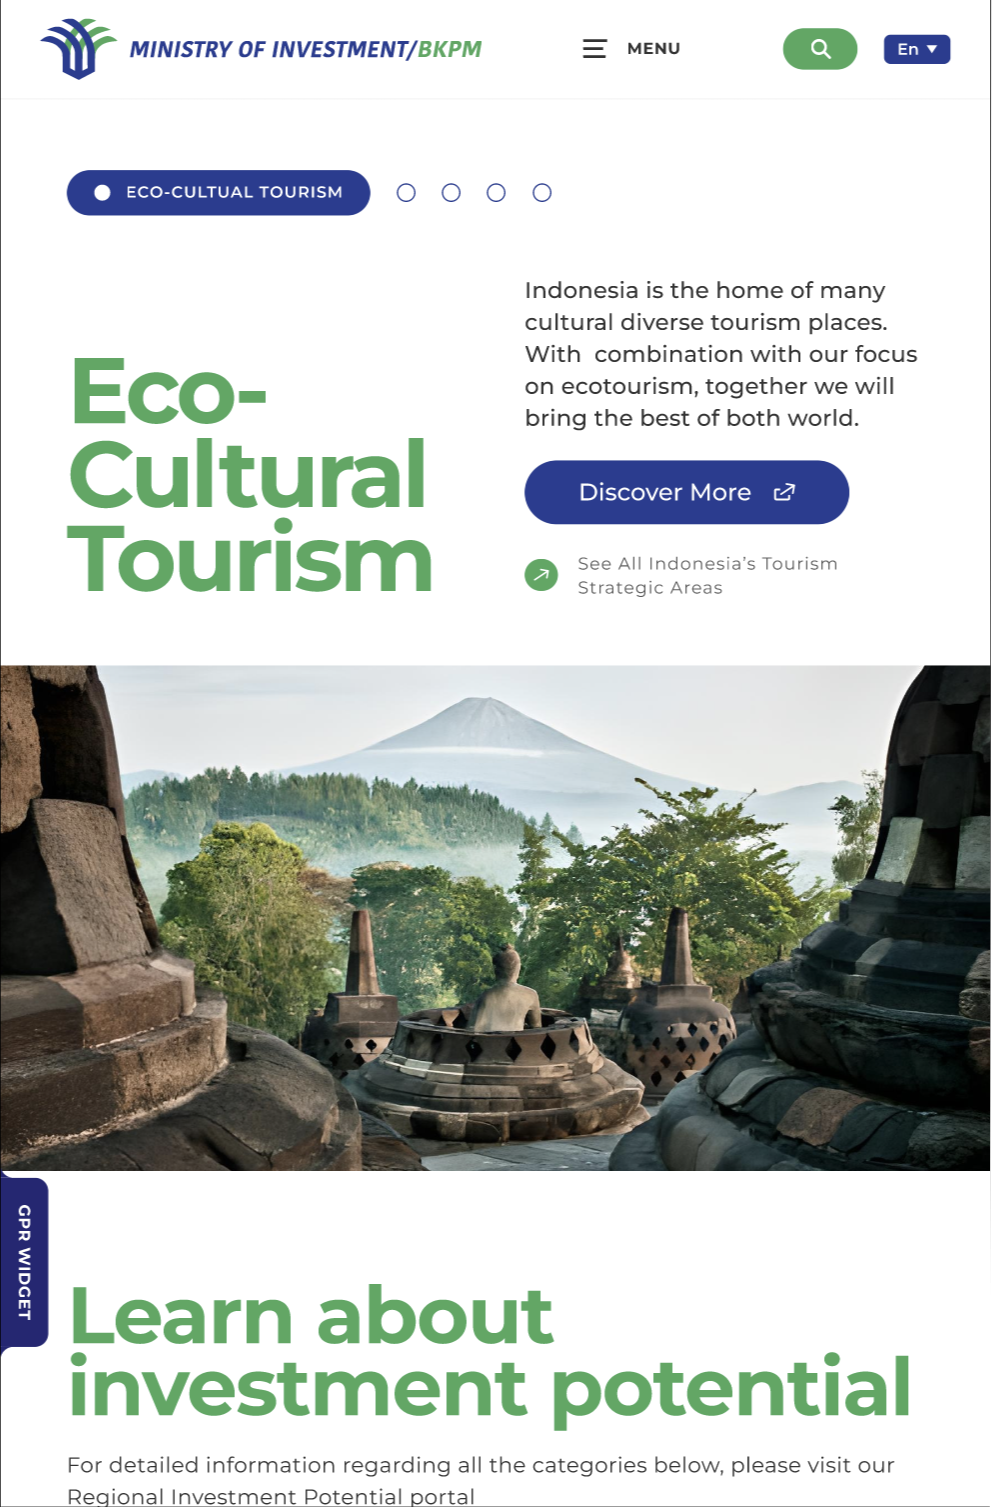 MINISTRY OF INVESTMENT/BKPM
MENU
En
ECO-CULTUAL TOURISM
Eco-
Cultural
Tourism
Indonesia is the home of many
cultural diverse tourism places.
With  combination with our focus
on ecotourism, together we will
bring the best of both world.
Discover More
See All Indonesia’s Tourism
Strategic Areas
GPR WIDGET
Learn about
investment potential
For detailed information regarding all the categories below, please visit our
Regional Investment Potential portal